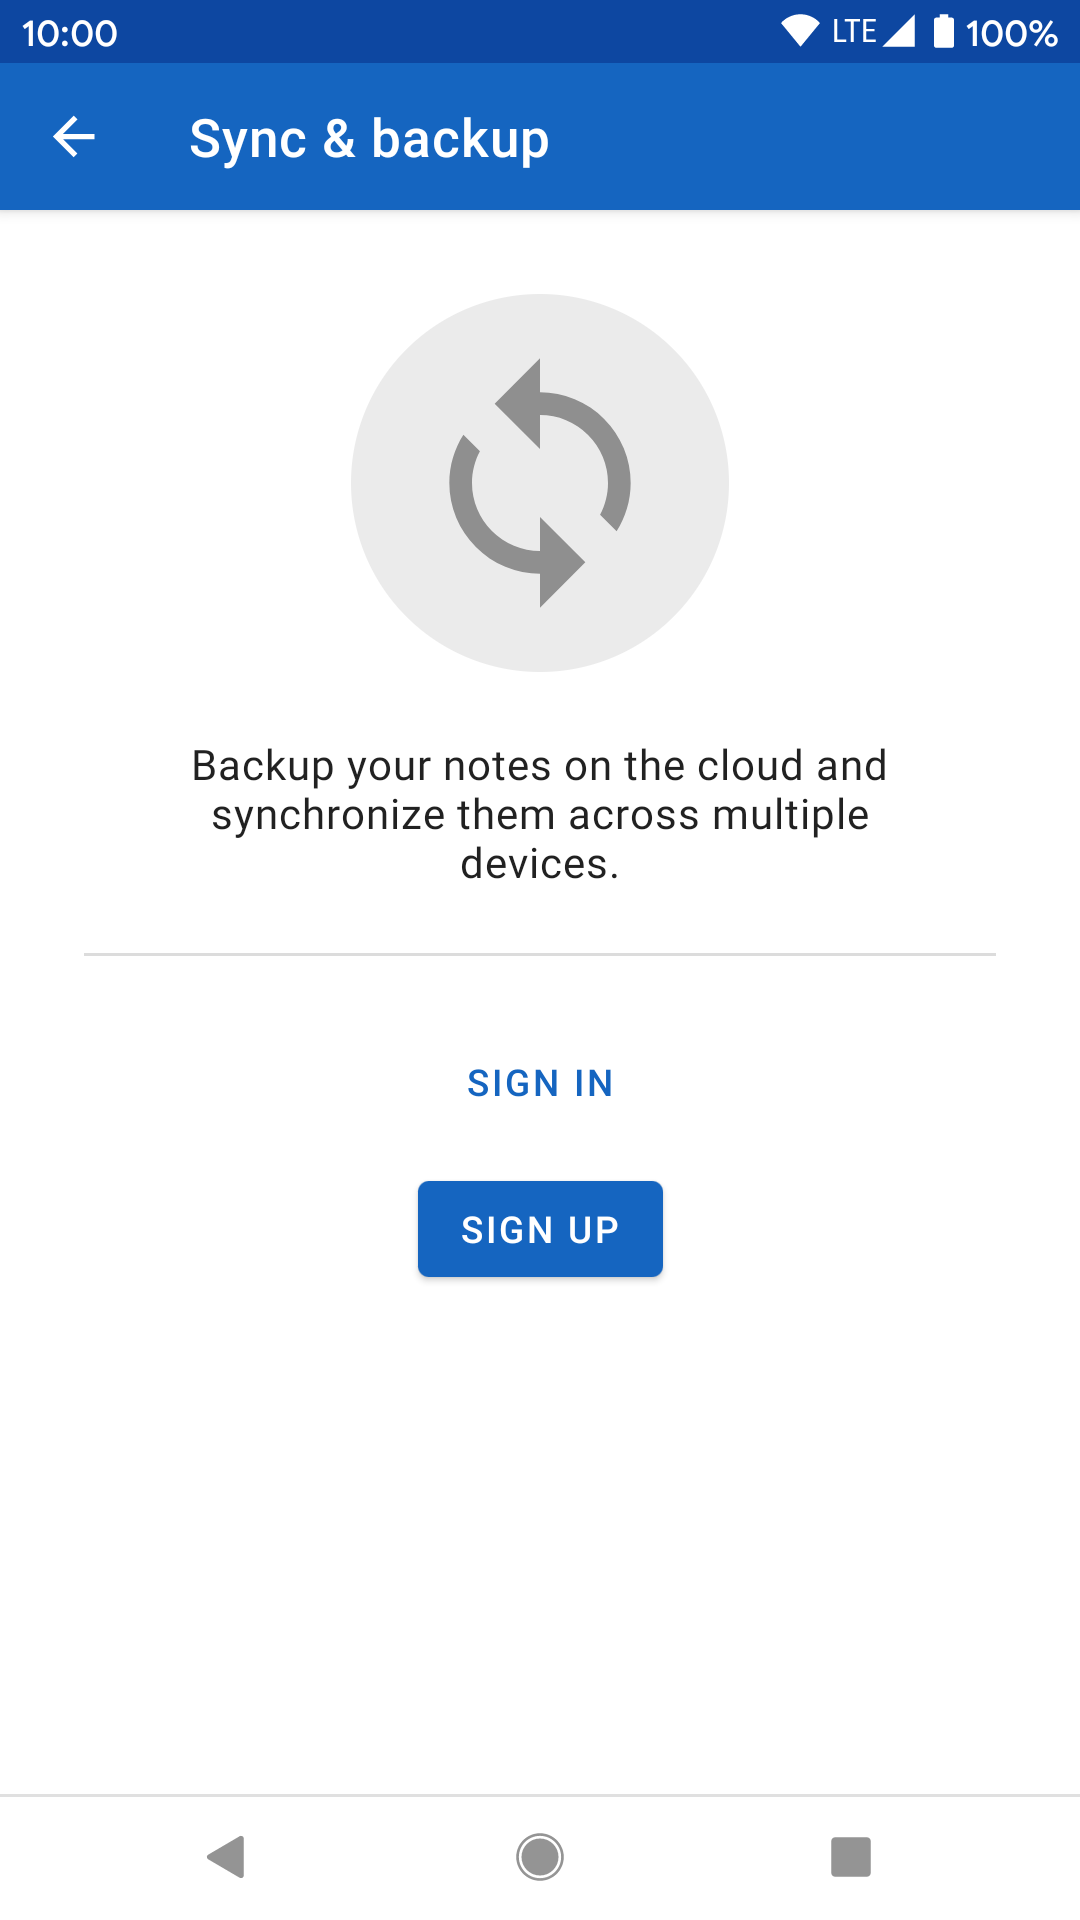 10:00 LTE 100%
Sync & backup
Backup your notes on the cloud and
synchronize them across multiple
devices.
SIGN IN
SIGN UP